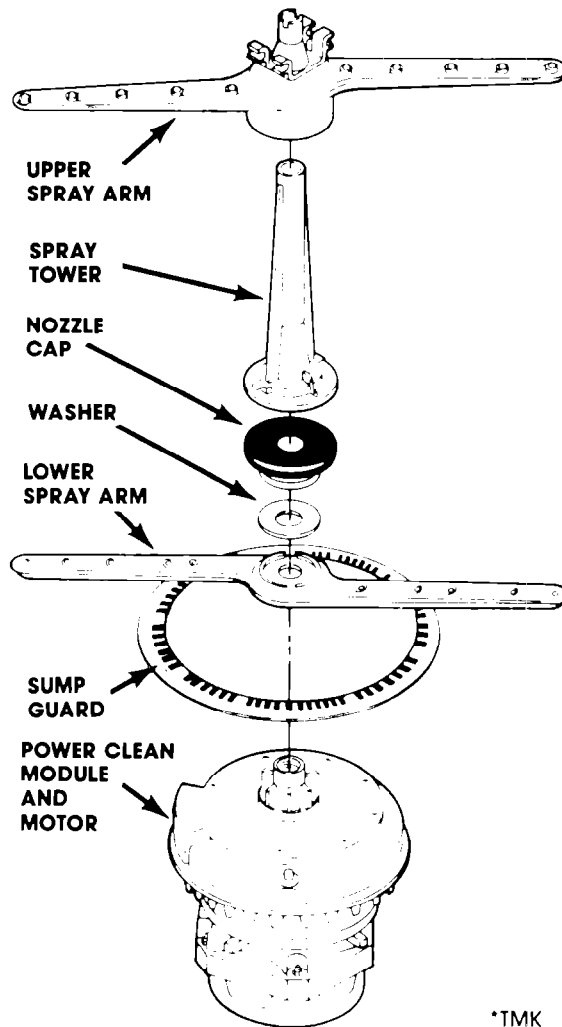 UPPER
SPRAY ARM
SPRAY
TOWER
NOZZLE
CAP
WASHER
LOWER
SPRAY ARM
SUMP
GUARD
POWER CLEAN
MODULE
AND
MOTOR
*TMK